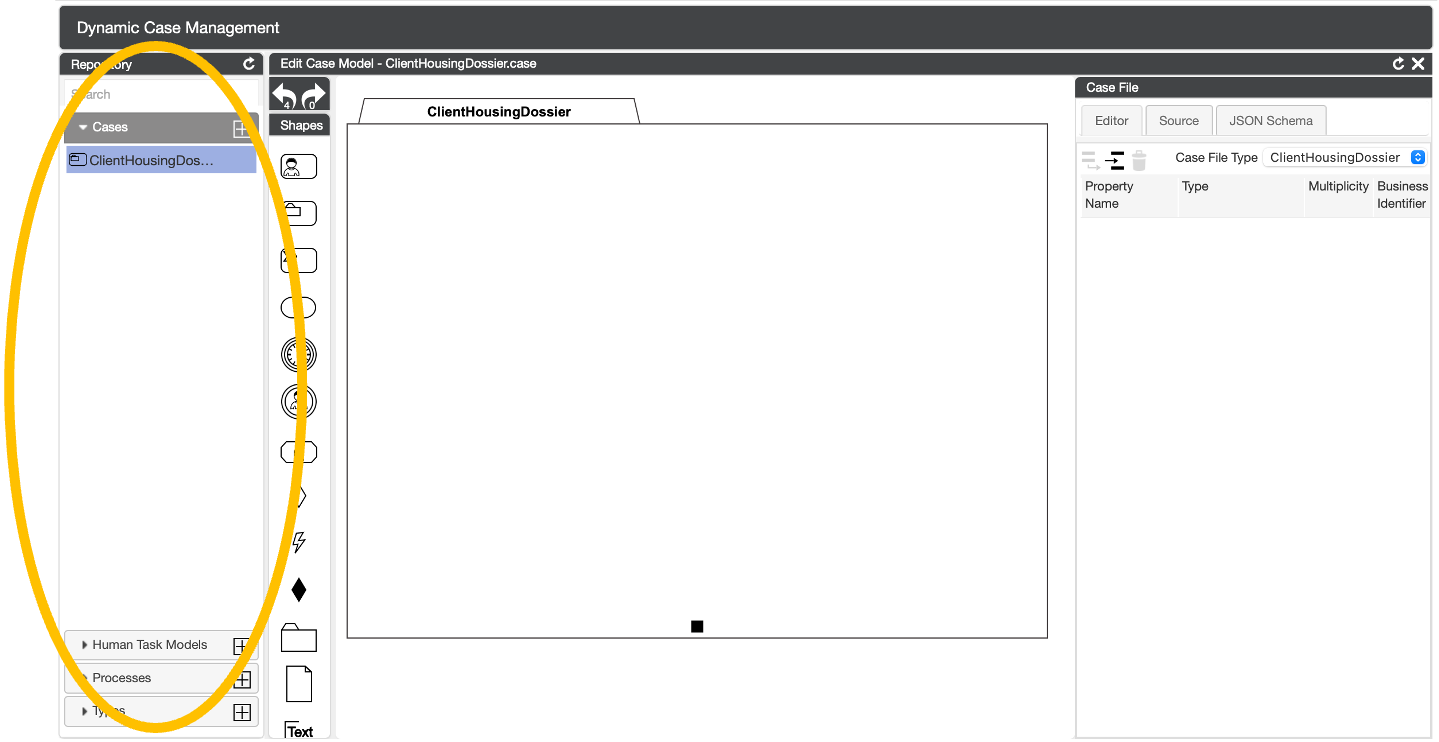 Dynamic Case Management
Repository
Edit Case Model - ClientHousingDossier.case
Search
4 0
Cases
Shapes
ClientHousingDos...
ClientHousingDossier
Case File
Editor Source JSON Schema
Case File Type ClientHousingDossier
Property Name Type Multiplicity Business Identifier
Human Task Models
Processes
Types
Text